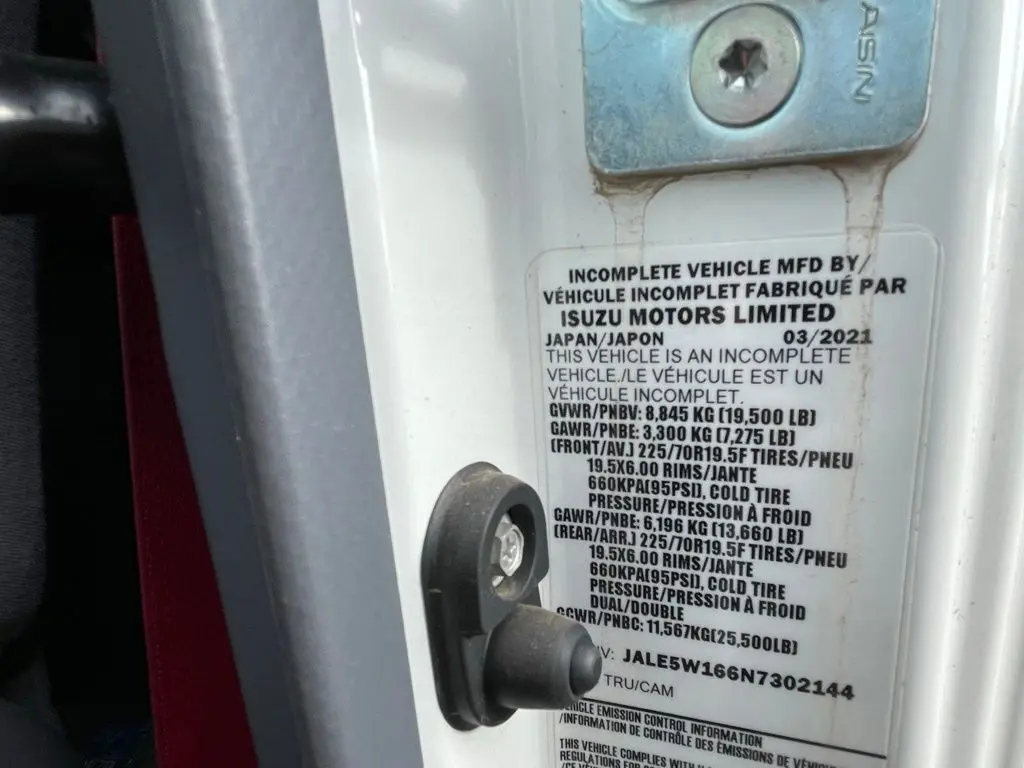 AISIN
INCOMPLETE VEHICLE MFD BY/
VÉHICULE INCOMPLET FABRIQUÉ PAR
ISUZU MOTORS LIMITED
JAPAN/JAPON 03/2021
THIS VEHICLE IS AN INCOMPLETE
VEHICLE./LE VÉHICULE EST UN
VÉHICULE INCOMPLET.
GVWR/PNBV: 8,845 KG (19,500 LB)
GAWR/PNBE: 3,300 KG (7,275 LB)
(FRONT/AV.) 225/70R19.5F TIRES/PNEU
19.5X6.00 RIMS/JANTE
660KPA(95PSI), COLD TIRE
PRESSURE/PRESSION À FROID
GAWR/PNBE: 6,196 KG (13,660 LB)
(REAR/ARR.) 225/70R19.5F TIRES/PNEU
19.5X6.00 RIMS/JANTE
660KPA(95PSI), COLD TIRE
PRESSURE/PRESSION À FROID
DUAL/DOUBLE
GCWR/PNBC: 11,567KG(25,500LB)
JALE5W166N7302144
TRU/CAM
VEHICLE EMISSION CONTROL INFORMATION
/INFORMATION DE CONTRÔLE DES ÉMISSIONS DE
THIS VEHICLE COMPLIES WITH
REGULATIONS FOR